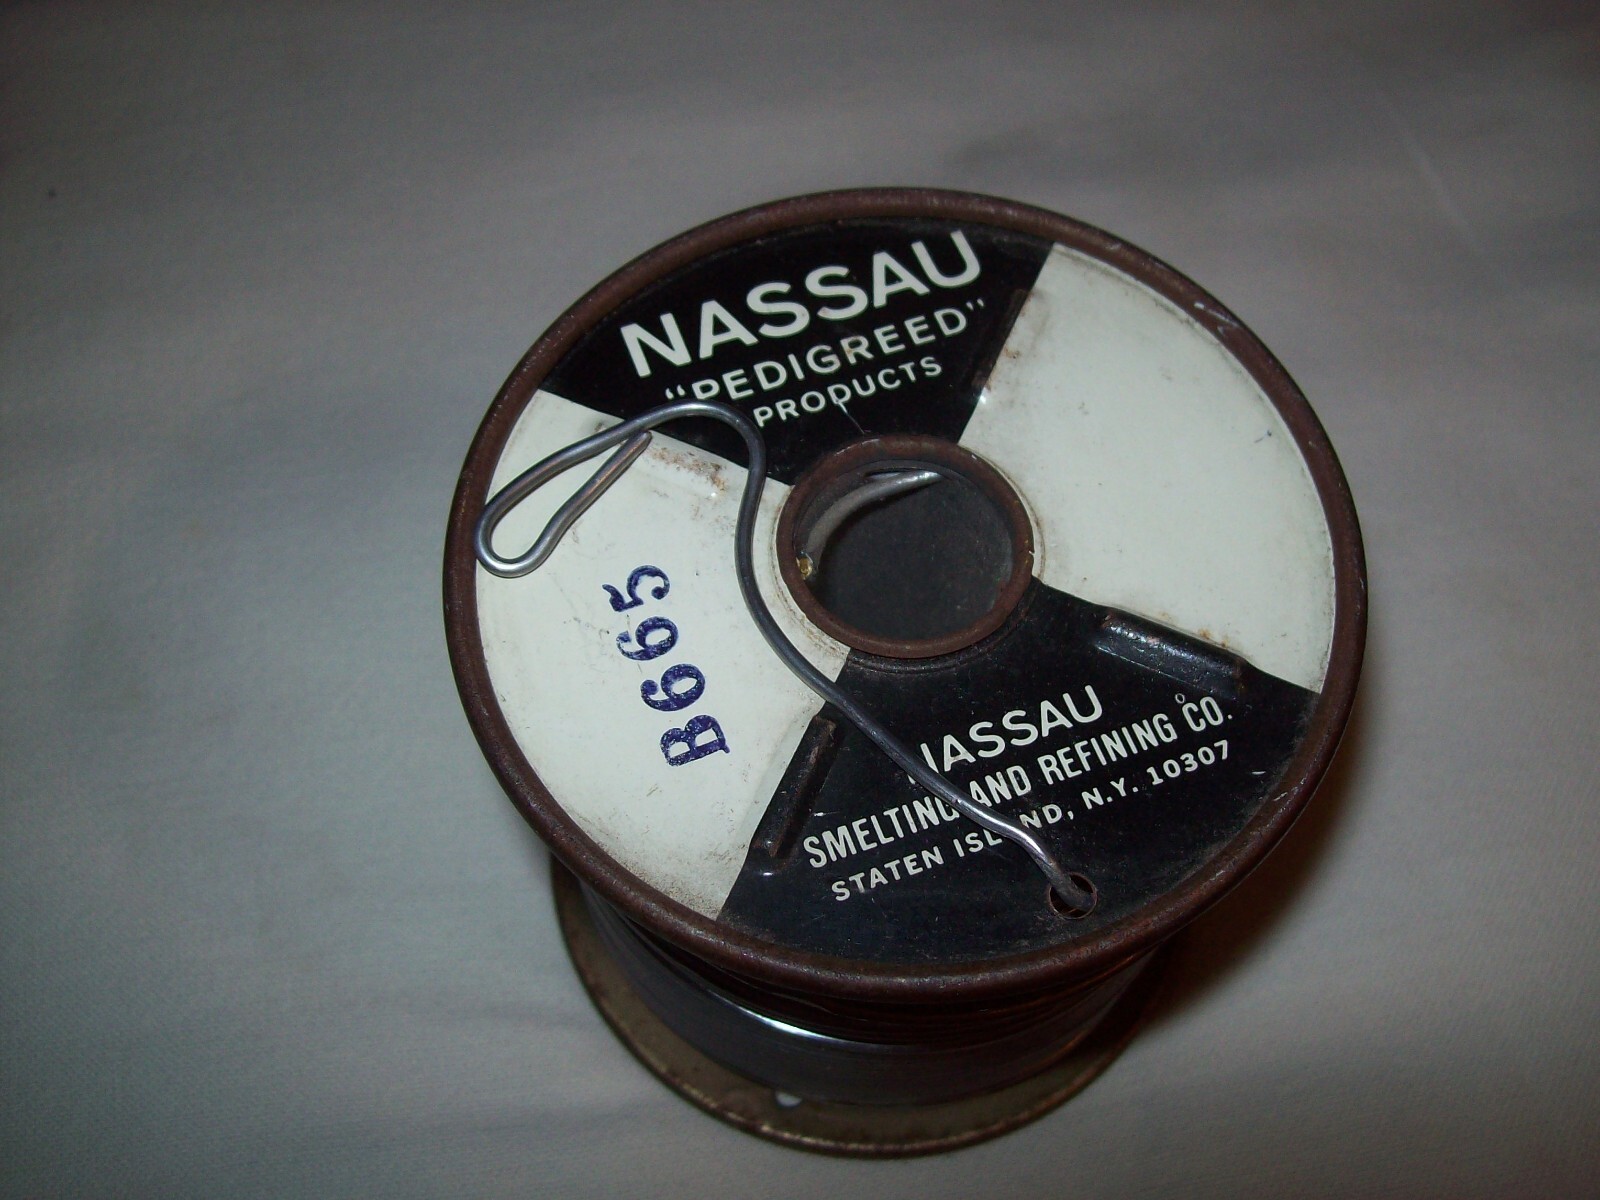 NASSAU
"PEDIGREED"
PRODUCTS
B665
NASSAU
SMELTING AND REFINING CO.
STATEN ISLAND, N.Y. 10307